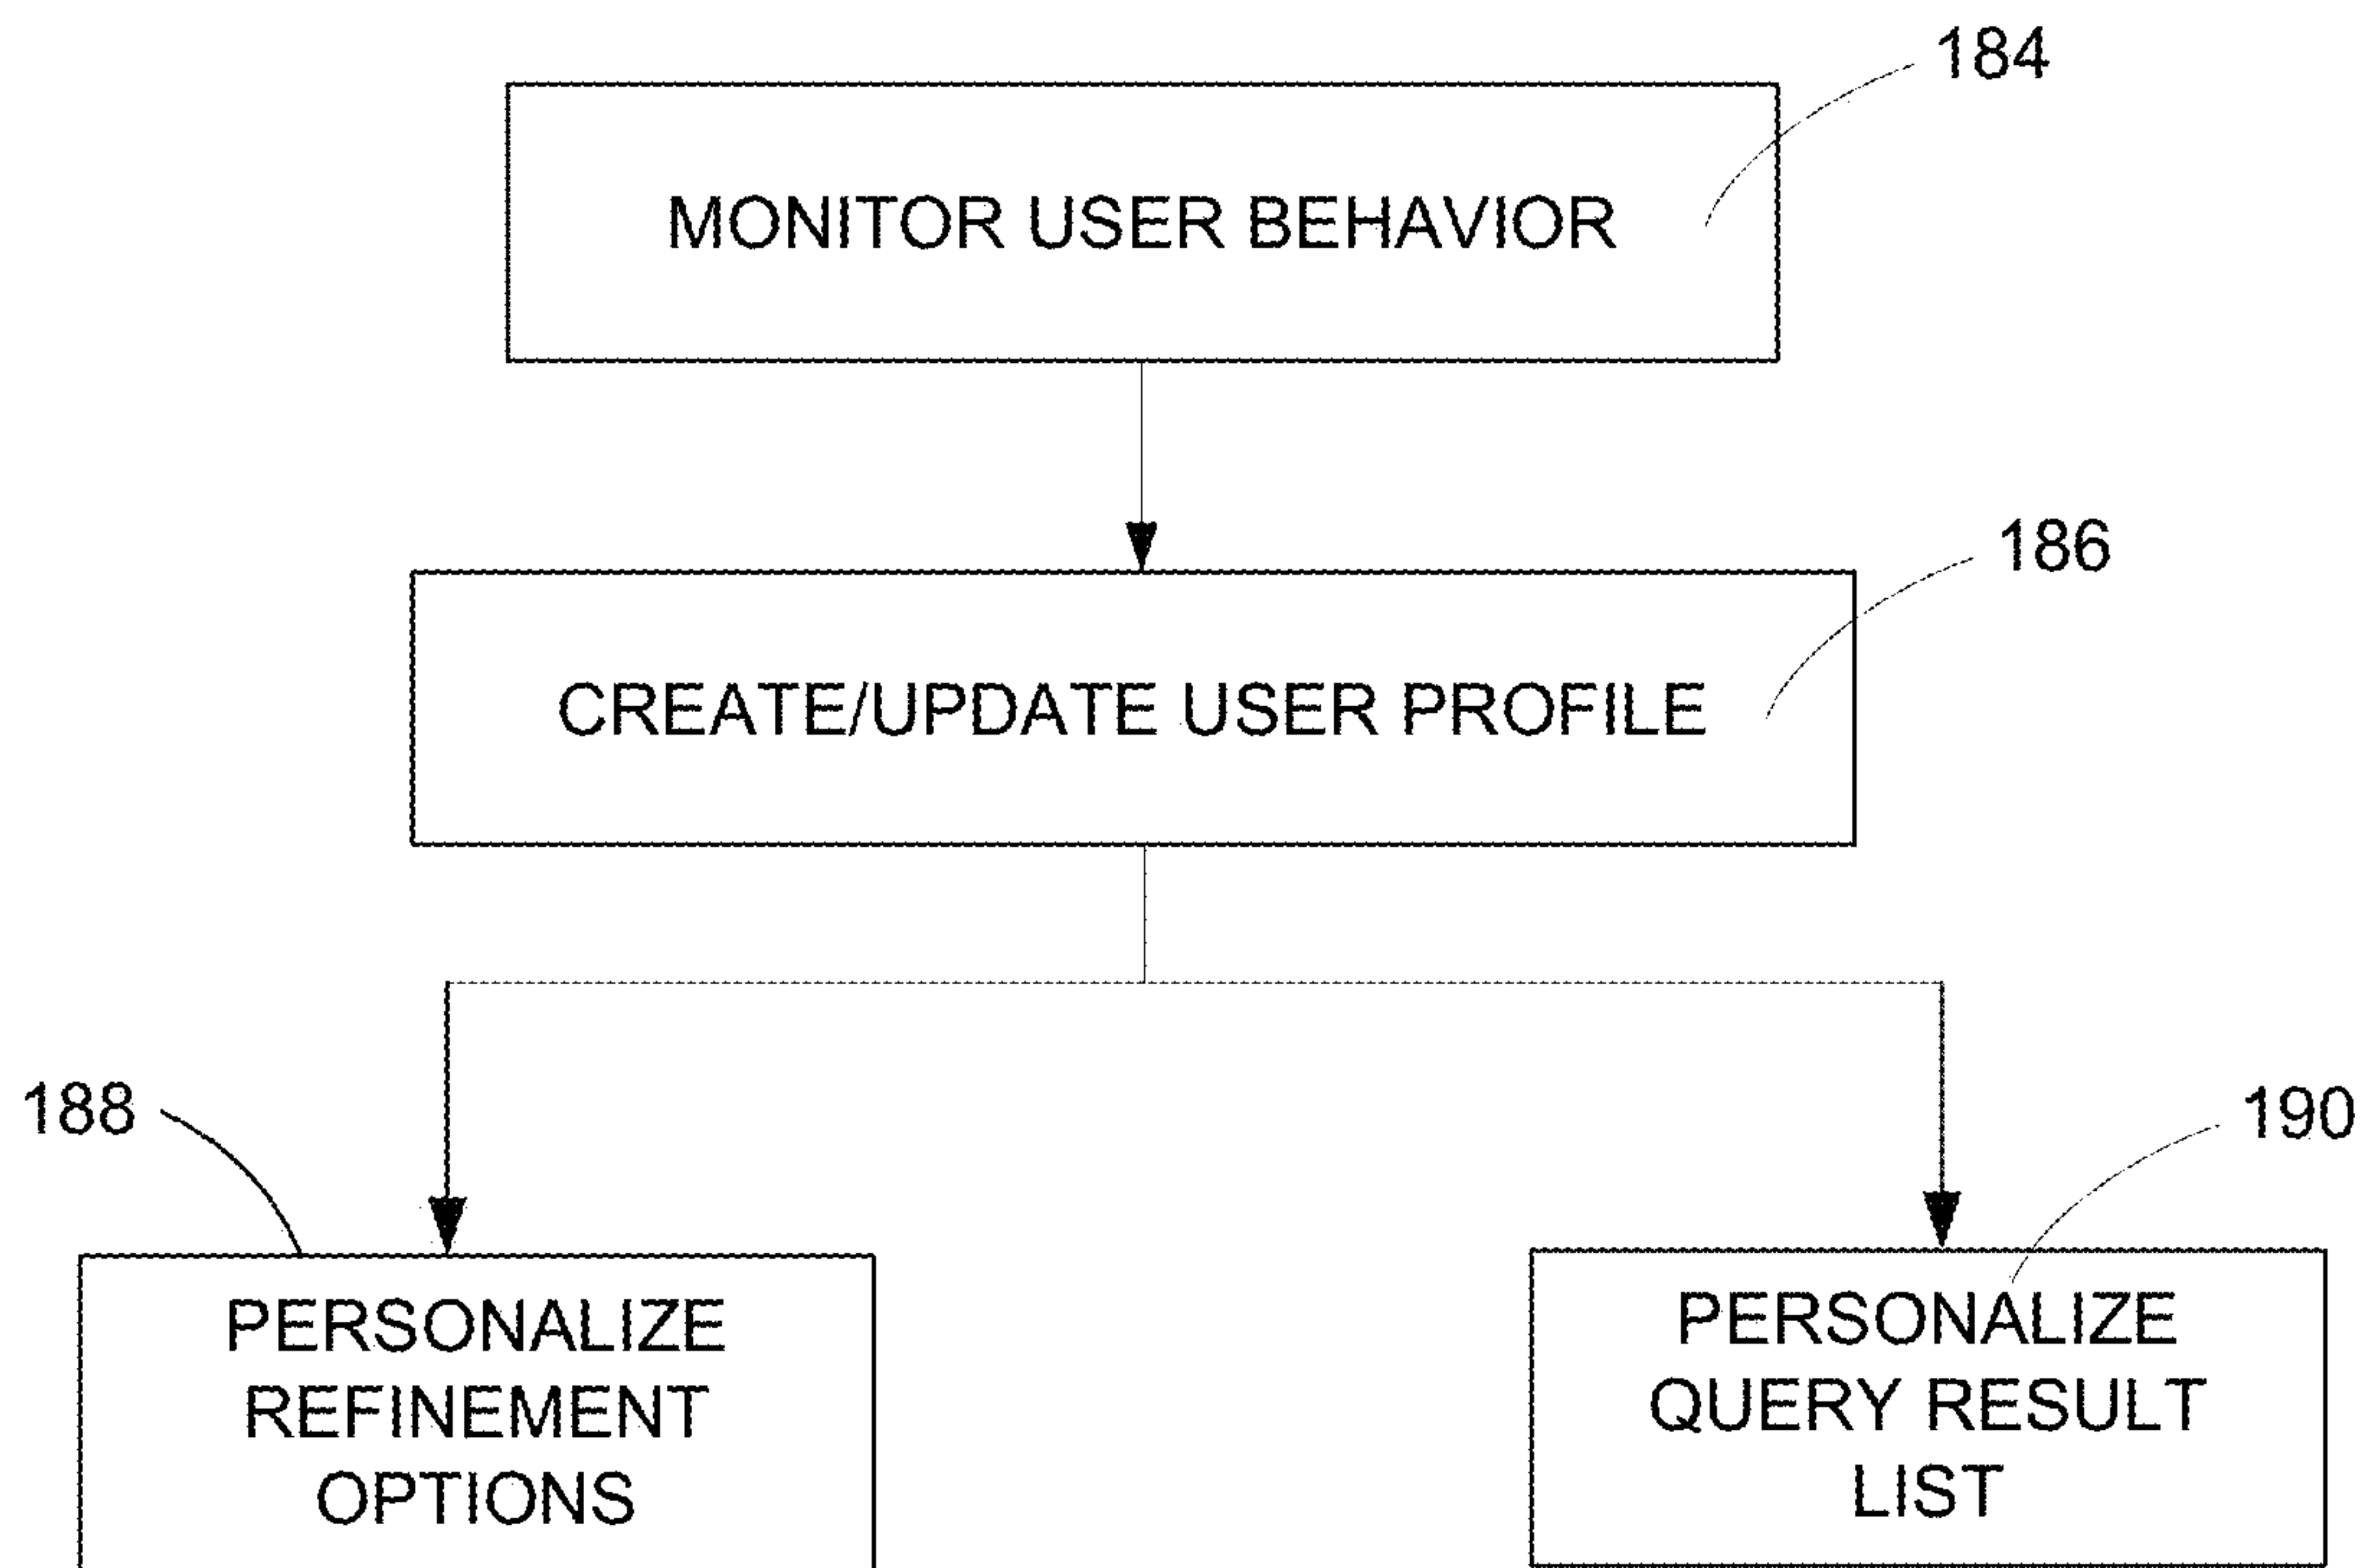 184
MONITOR USER BEHAVIOR
186
CREATE/UPDATE USER PROFILE
188
190
PERSONALIZE
REFINEMENT
OPTIONS
PERSONALIZE
QUERY RESULT
LIST